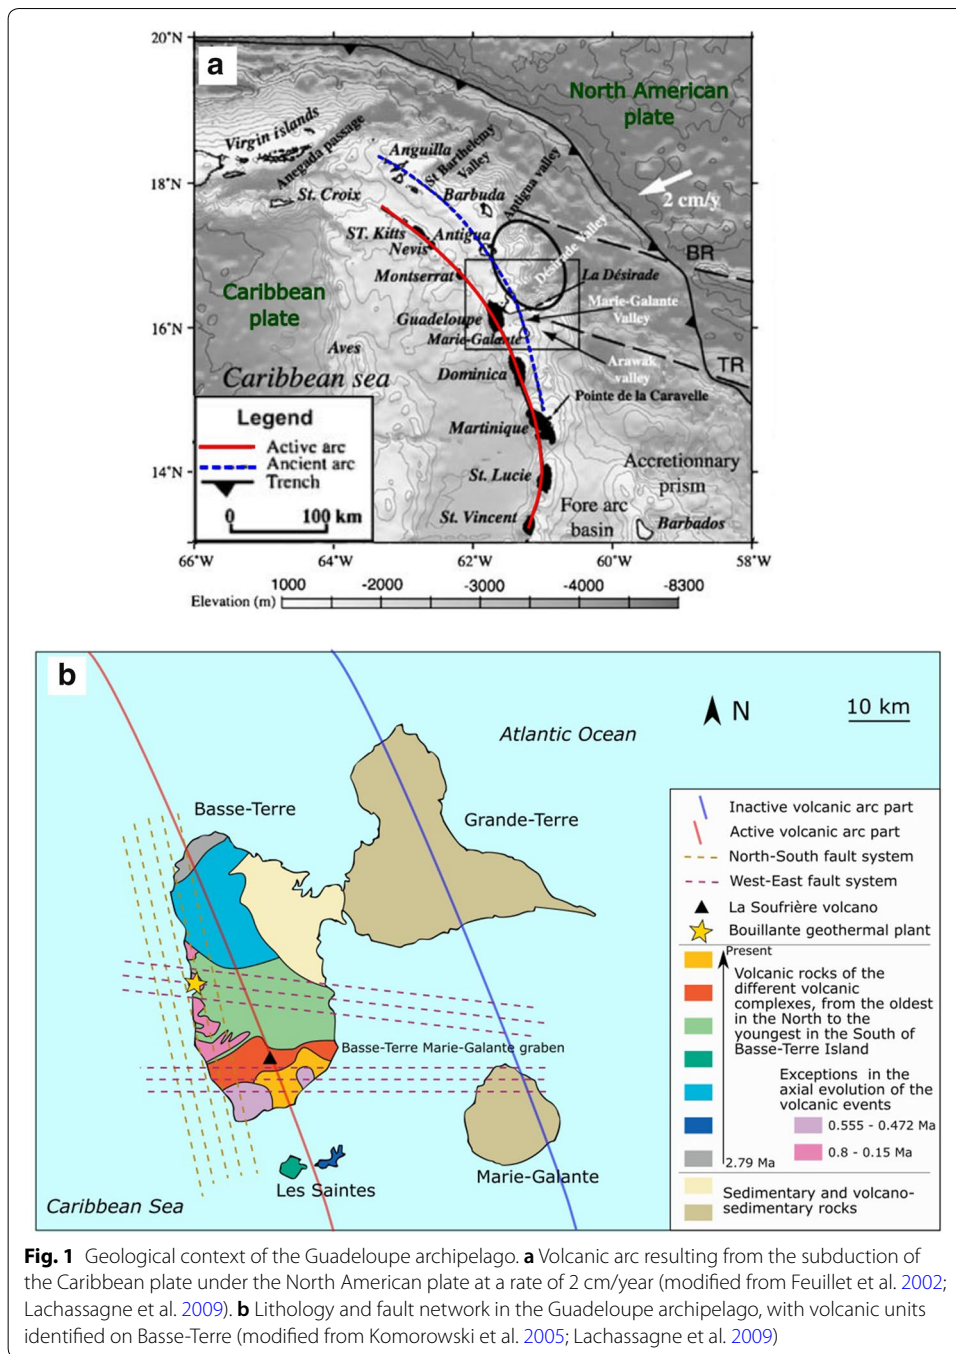 20°N
a
North American
plate
Virgin islands
Anegada passage
Anguilla
St Barthelemy
Valley
Antigua valley
18°N
St. Croix
Barbuda
2 cm/y
ST. Kitts
Nevis
Antigua
Désirade Valley
BR
Montserrat
La Désirade
Caribbean
plate
Marie-Galante
Valley
Guadeloupe
16°N
Marie-Galante
Aves
Arawak
valley
TR
Dominica
Caribbean sea
Pointe de la Caravelle
Legend
Martinique
Active arc
Ancient arc
Trench
14°N
St. Lucie
Accretionnary
prism
0 100 km
St. Vincent
Fore arc
basin
Barbados
66°W 64°W 62°W 60°W 58°W
1000 -2000 -3000 -4000 -8300
Elevation (m)
b
N
10 km
Atlantic Ocean
Basse-Terre
Grande-Terre
Inactive volcanic arc part
Active volcanic arc part
North-South fault system
West-East fault system
La Soufrière volcano
Bouillante geothermal plant
Present
Volcanic rocks of the
different volcanic
complexes, from the oldest
in the North to the
youngest in the South of
Basse-Terre Island
Basse-Terre Marie-Galante graben
Exceptions in the
axial evolution of the
volcanic events
0.555 - 0.472 Ma
0.8 - 0.15 Ma
2.79 Ma
Marie-Galante
Les Saintes
Caribbean Sea
Sedimentary and volcano-
sedimentary rocks
Fig. 1 Geological context of the Guadeloupe archipelago. a Volcanic arc resulting from the subduction of
the Caribbean plate under the North American plate at a rate of 2 cm/year (modified from Feuillet et al. 2002;
Lachassagne et al. 2009). b Lithology and fault network in the Guadeloupe archipelago, with volcanic units
identified on Basse-Terre (modified from Komorowski et al. 2005; Lachassagne et al. 2009)